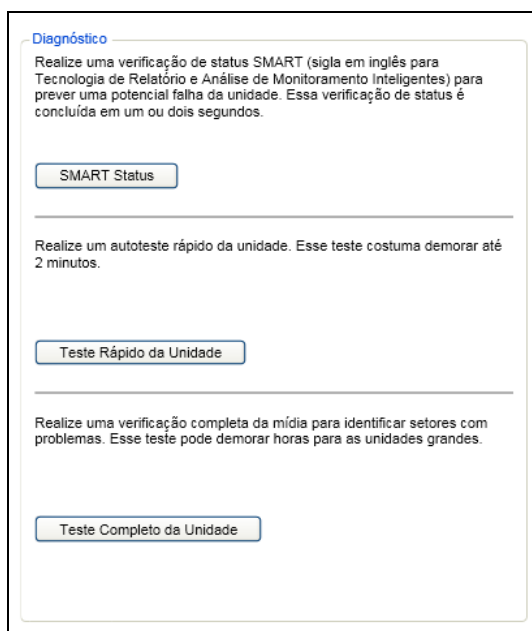 Diagnóstico
Realize uma verificação de status SMART (sigla em inglês para
Tecnologia de Relatório e Análise de Monitoramento Inteligentes) para
prever uma potencial falha da unidade. Essa verificação de status é
concluída em um ou dois segundos.
SMART Status
Realize um autoteste rápido da unidade. Esse teste costuma demorar até
2 minutos.
Teste Rápido da Unidade
Realize uma verificação completa da mídia para identificar setores com
problemas. Esse teste pode demorar horas para as unidades grandes.
Teste Completo da Unidade